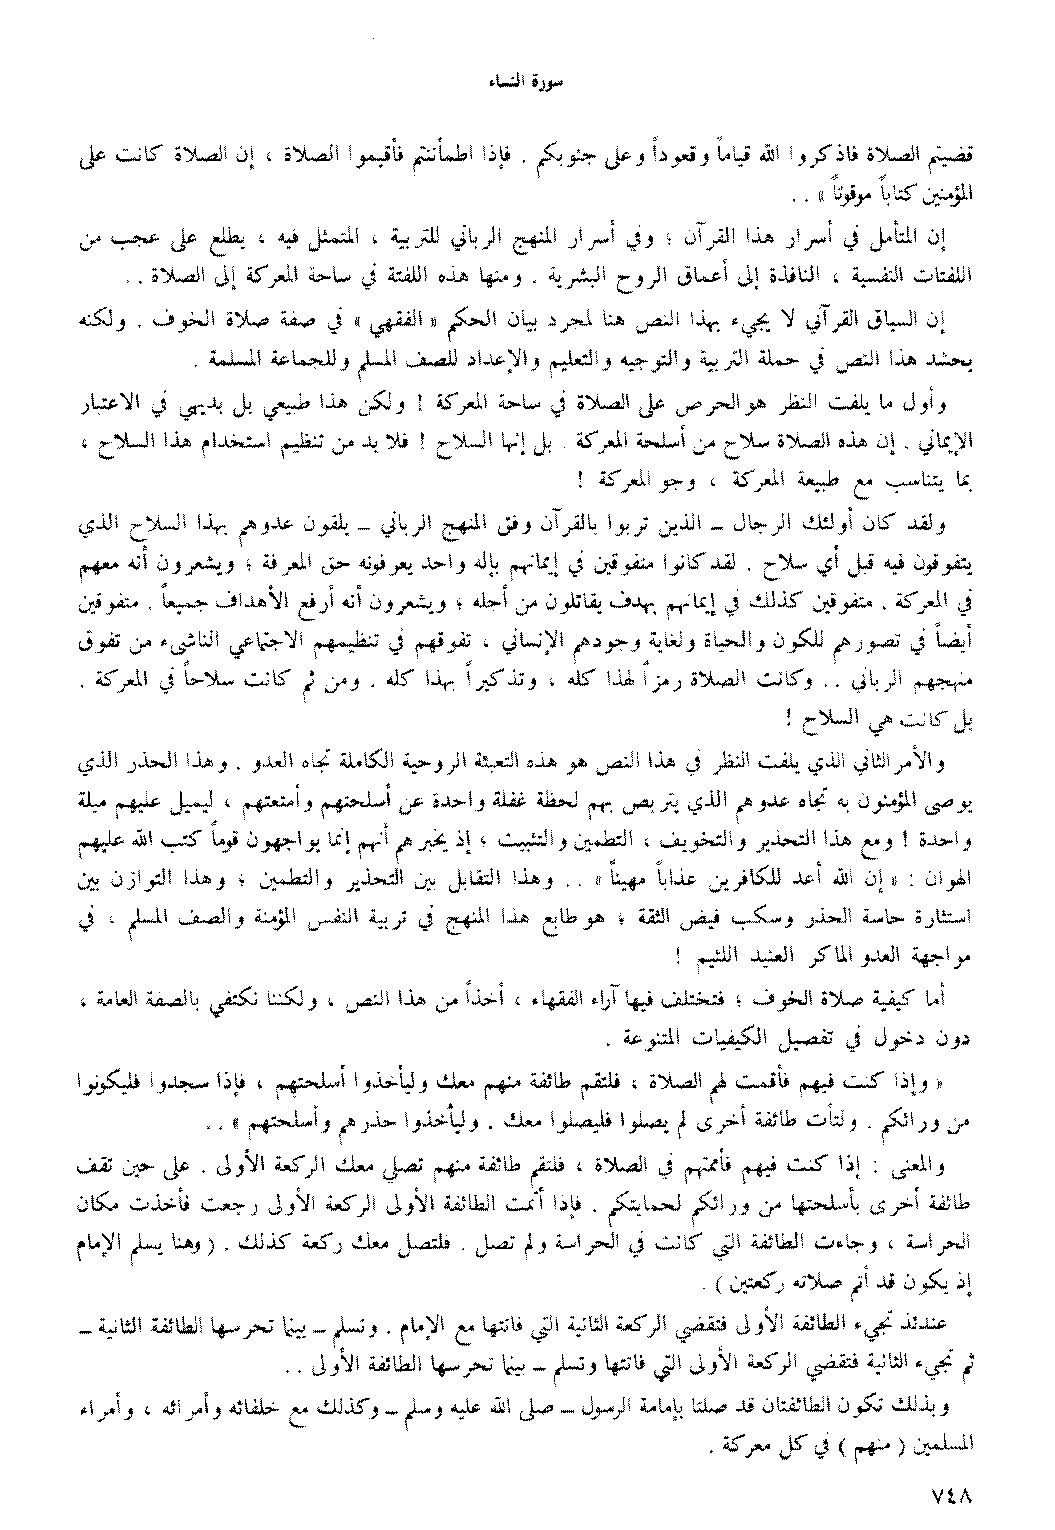 سورة النساء
قضيتم الصلاة فاذكروا الله قياماً وقعوداً وعلى جنوبكم . فإذا اطمأننتم فأقيموا الصلاة ، إن الصلاة كانت على
المؤمنين كتاباً موقوتاً » . .
إن المتأمل في أسرار هذا القرآن ؛ وفي أسرار المنهج الرباني للتربية ، المتمثل فيه ، يطلع على عجب من
اللفتات النفسية ، النافذة إلى أعماق الروح البشرية . ومنها هذه اللفتة في ساحة المعركة إلى الصلاة . .
إن السياق القرآني لا يجيء بهذا النص هنا لمجرد بيان الحكم « الفقهي » في صفة صلاة الخوف . ولكنه
يحشد هذا النص في حملة التربية والتوجيه والتعليم والإعداد للصف المسلم وللجماعة المسلمة .
وأول ما يلفت النظر هو الحرص على الصلاة في ساحة المعركة ! ولكن هذا طبيعي بل بديهي في الاعتبار
الإيماني . إن هذه الصلاة سلاح من أسلحة المعركة . بل إنها السلاح ! فلا بد من تنظيم استخدام هذا السلاح ،
بما يتناسب مع طبيعة المعركة ، وجو المعركة !
ولقد كان أولئك الرجال – الذين تربوا بالقرآن وفق المنهج الرباني – يلقون عدوهم بهذا السلاح الذي
يتفوقون فيه قبل أي سلاح . لقد كانوا متفوقين في إيمانهم بإله واحد يعرفونه حق المعرفة ؛ ويشعرون أنه معهم
في المعركة . متفوقين كذلك في إيمانهم بهدف يقاتلون من أجله ؛ ويشعرون أنه أرفع الأهداف جميعاً . متفوقين
أيضاً في تصورهم للكون والحياة ولغاية وجودهم الإنساني ، تفوقهم في تنظيمهم الاجتماعي الناشىء من تفوق
منهجهم الرباني . . وكانت الصلاة رمزاً لهذا كله ، وتذكيراً بهذا كله . ومن ثم كانت سلاحاً في المعركة .
بل كانت هي السلاح !
والأمر الثاني الذي يلفت النظر في هذا النص هو هذه التعبئة الروحية الكاملة تجاه العدو . وهذا الحذر الذي
يوصى المؤمنون به تجاه عدوهم الذي يتربص بهم لحظة غفلة واحدة عن أسلحتهم وأمتعتهم ، ليميل عليهم ميلة
واحدة ! ومع هذا التحذير والتخويف ، التطمين والتثبيت ؛ إذ يخبرهم أنهم إنما يواجهون قوماً كتب الله عليهم
الهوان : « إن الله أعد للكافرين عذاباً مهيناً » . . وهذا التقابل بين التحذير والتطمين ؛ وهذا التوازن بين
استثارة حاسة الحذر وسكب فيض الثقة ؛ هو طابع هذا المنهج في تربية النفس المؤمنة والصف المسلم ، في
مواجهة العدو الماكر العنيد اللئيم !
أما كيفية صلاة الخوف ؛ فتختلف فيها آراء الفقهاء ، أخذاً من هذا النص ، ولكننا نكتفي بالصفة العامة ،
دون دخول في تفصيل الكيفيات المتنوعة .
« وإذا كنت فيهم فأقمت لهم الصلاة ، فلتقم طائفة منهم معك وليأخذوا أسلحتهم ، فإذا سجدوا فليكونوا
من ورائكم . ولتأت طائفة أخرى لم يصلوا فليصلوا معك . وليأخذوا حذرهم وأسلحتهم » . .
والمعنى : إذا كنت فيهم فأممتهم في الصلاة ، فلتقم طائفة منهم تصلي معك الركعة الأولى . على حين تقف
طائفة أخرى بأسلحتها من ورائكم لحمايتكم . فإذا أتمت الطائفة الأولى الركعة الأولى رجعت فأخذت مكان
الحراسة ، وجاءت الطائفة التي كانت في الحراسة ولم تصل . فلتصل معك ركعة كذلك . ( وهنا يسلم الإمام
إذ يكون قد أتم صلاته ركعتين ) .
عندئذ تجيء الطائفة الأولى فتقضي الركعة الثانية التي فاتتها مع الإمام . وتسلم – بينما تحرسها الطائفة الثانية –
ثم تجيء الثانية فتقضي الركعة الأولى التي فاتتها وتسلم – بينما تحرسها الطائفة الأولى . .
وبذلك تكون الطائفتان قد صلتا بإمامة الرسول – صلى الله عليه وسلم – وكذلك مع خلفائه وأمرائه ، وأمراء
المسلمين ( منهم ) في كل معركة .
٧٤٨